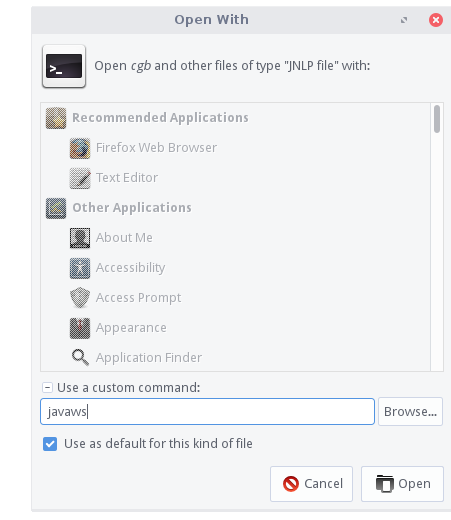 Open With
Open cgb and other files of type "JNLP file" with:
Recommended Applications
Firefox Web Browser
Text Editor
Other Applications
About Me
Accessibility
Access Prompt
Appearance
Application Finder
Use a custom command:
javaws
Browse...
Use as default for this kind of file
Cancel
Open